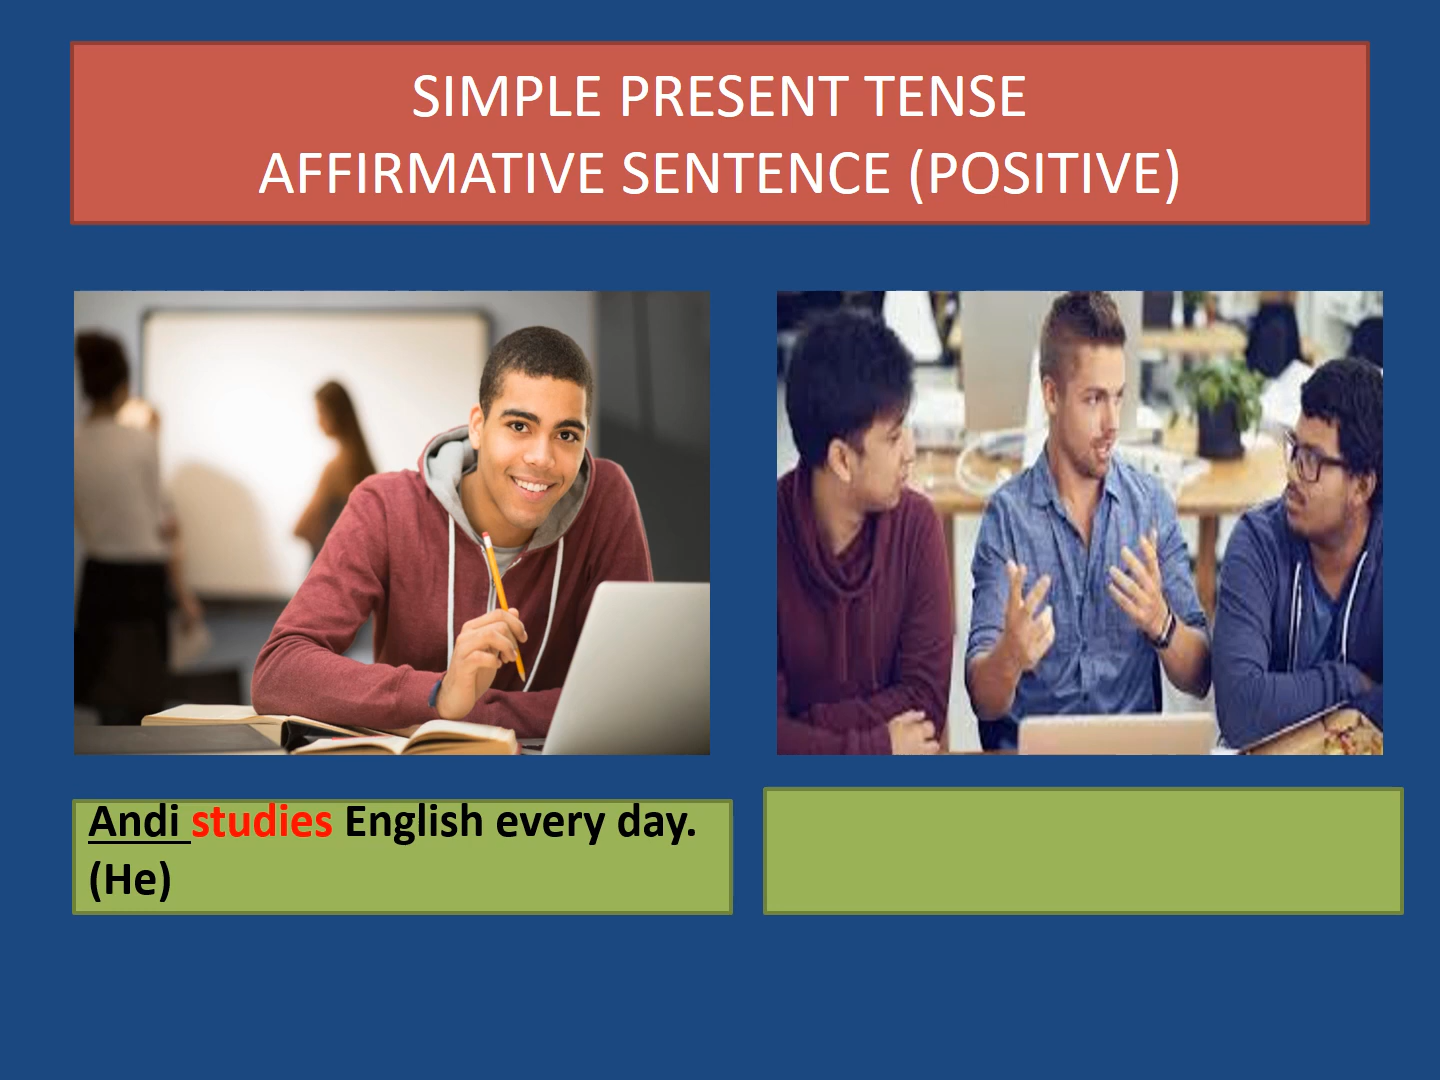 SIMPLE PRESENT TENSE
AFFIRMATIVE SENTENCE (POSITIVE)
Andi studies English every day.
(He)